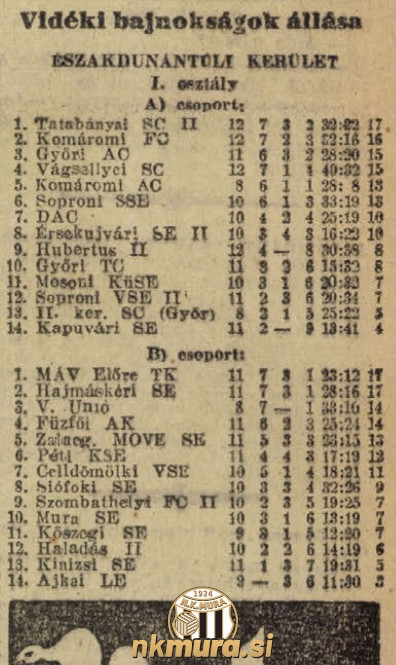 Vidéki bajnokságok állása
ÉSZAKDUNÁNTÚLI KERÜLET
I. osztály
A) csoport:
1. Tatabányai SC II 12 7 3 2 32:22 17
2. Komáromi FC 12 7 2 3 32:16 16
3. Győri AC 11 6 3 2 28:20 15
4. Vágsellyei SC 12 7 1 4 40:32 15
5. Komáromi AC 8 6 1 1 28: 8 13
6. Soproni SSE 10 6 1 3 33:19 13
7. DAC 10 4 2 4 25:19 10
8. Érsekujvári SE II 10 3 4 3 16:22 10
9. Hubertus II 12 4 — 8 30:38 8
10. Győri TC 11 3 2 6 15:32 8
11. Mosoni KüSE 10 3 1 6 20:32 7
12. Soproni VSE II 11 2 3 6 20:34 7
13. II. ker. SC (Győr) 8 2 1 5 25:22 5
14. Kapuvári SE 11 2 — 9 13:41 4
B) csoport:
1. MÁV Előre TK 11 7 3 1 23:12 17
2. Hajmáskéri SE 11 7 3 1 28:16 17
3. V. Unió 8 7 — 1 14
4. Füzfői AK 11 6 2 3 25:24 14
5. Zalaeg. MOVE SE 11 5 3 3 23:15 13
6. Péti KSE 11 4 4 3 17:19 12
7. Celldömölki VSE 10 5 1 4 18:21 11
8. Siófoki SE 10 3 3 4 32:26 9
9. Szombathelyi FC II 10 2 3 5 19:25 7
10. Mura SE 10 3 1 6 13:19 7
11. Kőszegi SE 9 3 1 5 12:20 7
12. Haladás II 10 2 2 6 14:19 6
13. Kinizsi SE 11 1 3 7 19:31 5
14. Ajkai LE 9 — 3 6 11:30 3
1924
N.K.MURA
nkmura.si